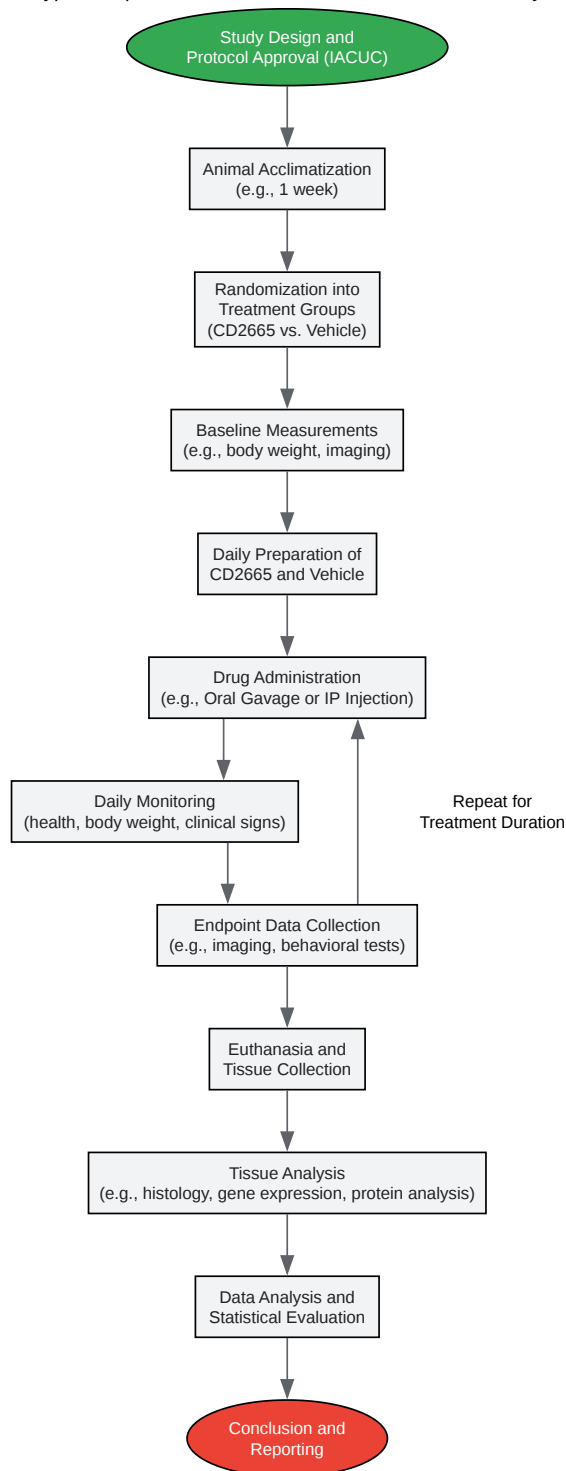 Study Design and
Protocol Approval (IACUC)
Animal Acclimatization
(e.g., 1 week)
Randomization into
Treatment Groups
(CD2665 vs. Vehicle)
Baseline Measurements
(e.g., body weight, imaging)
Daily Preparation of
CD2665 and Vehicle
Drug Administration
(e.g., Oral Gavage or IP Injection)
Daily Monitoring
(health, body weight, clinical signs)
Repeat for
Treatment Duration
Endpoint Data Collection
(e.g., imaging, behavioral tests)
Euthanasia and
Tissue Collection
Tissue Analysis
(e.g., histology, gene expression, protein analysis)
Data Analysis and
Statistical Evaluation
Conclusion and
Reporting